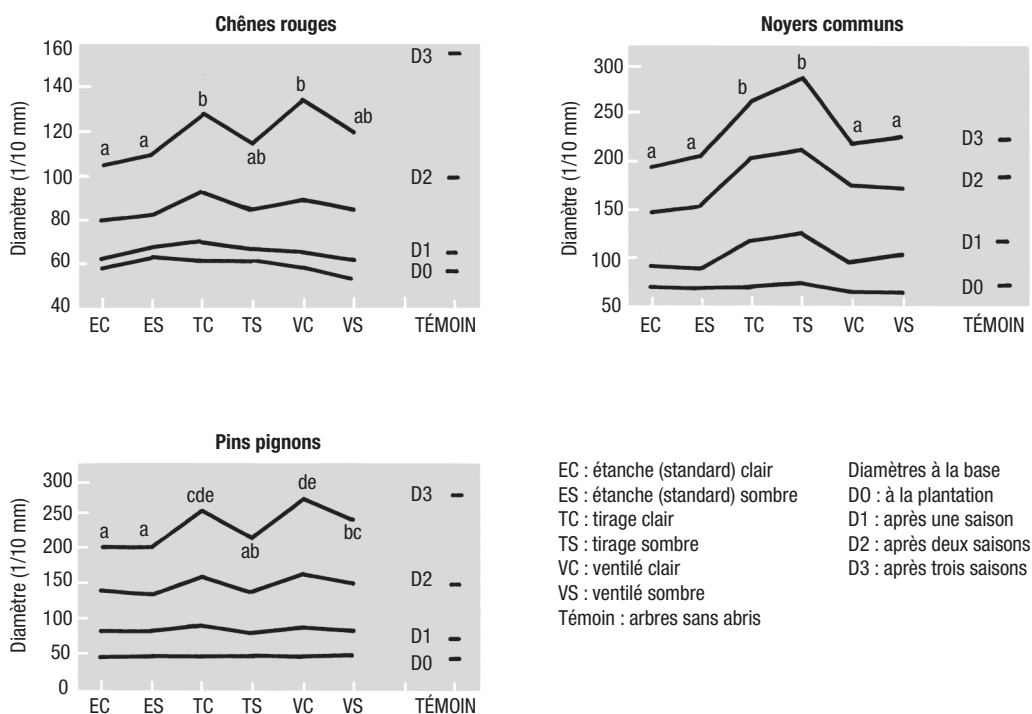 Chênes rouges
Diamètre (1/10 mm)
160
140
120
100
80
60
40
a
a
b
ab
b
ab
D3
D2
D1
D0
EC ES TC TS VC VS TÉMOIN
Noyers communs
Diamètre (1/10 mm)
300
250
200
150
100
50
a
a
b
b
a
a
D3
D2
D1
D0
EC ES TC TS VC VS TÉMOIN
Pins pignons
Diamètre (1/10 mm)
300
250
200
150
100
50
0
a
a
cde
ab
de
bc
D3
D2
D1
D0
EC ES TC TS VC VS TÉMOIN
EC : étanche (standard) clair
ES : étanche (standard) sombre
TC : tirage clair
TS : tirage sombre
VC : ventilé clair
VS : ventilé sombre
Témoin : arbres sans abris
Diamètres à la base
D0 : à la plantation
D1 : après une saison
D2 : après deux saisons
D3 : après trois saisons